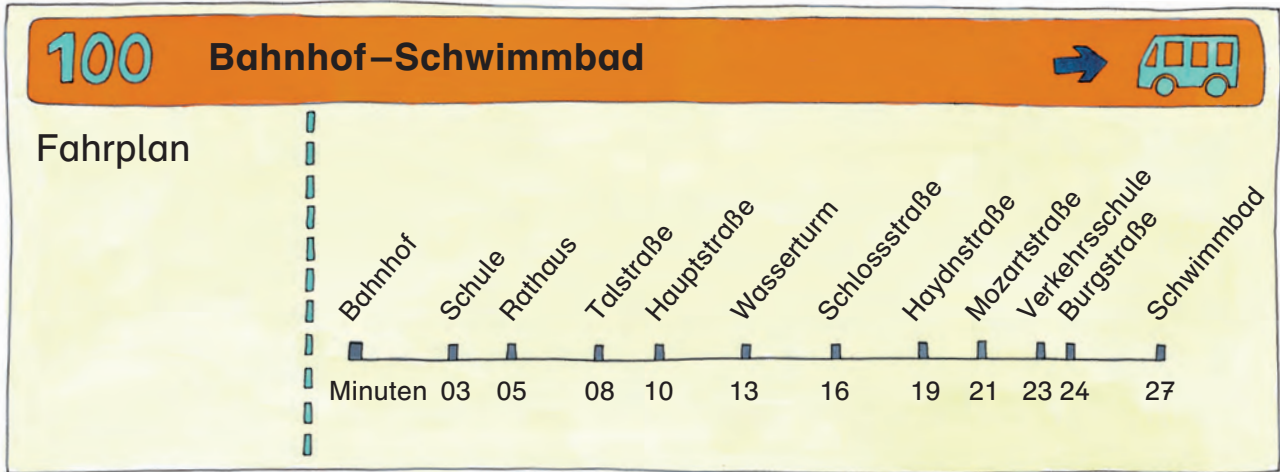 100 Bahnhof–Schwimmbad
Fahrplan
Bahnhof Schule Rathaus Talstraße Hauptstraße Wasserturm Schlossstraße Haydnstraße Mozartstraße Verkehrsschule Burgstraße Schwimmbad
Minuten 03 05 08 10 13 16 19 21 23 24 27